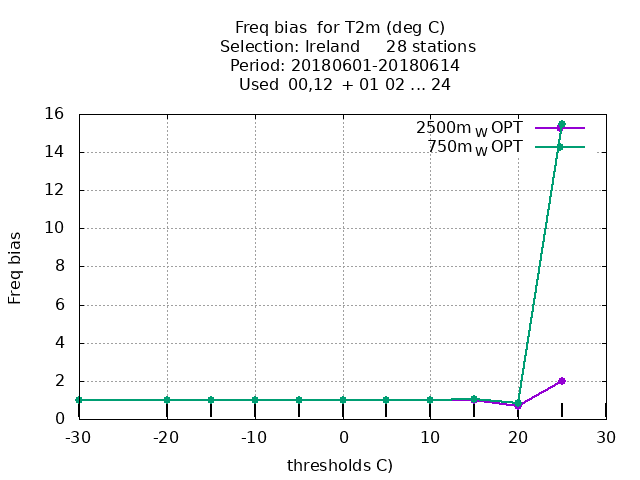 Freq bias  for T2m (deg C)
Selection: Ireland     28 stations
Period: 20180601-20180614
Used  00,12  + 01 02 ... 24
16
14
12
10
8
6
4
2
0
Freq bias
2500m W OPT
750m W OPT
-30 -20 -10 0 10 20 30
thresholds C)